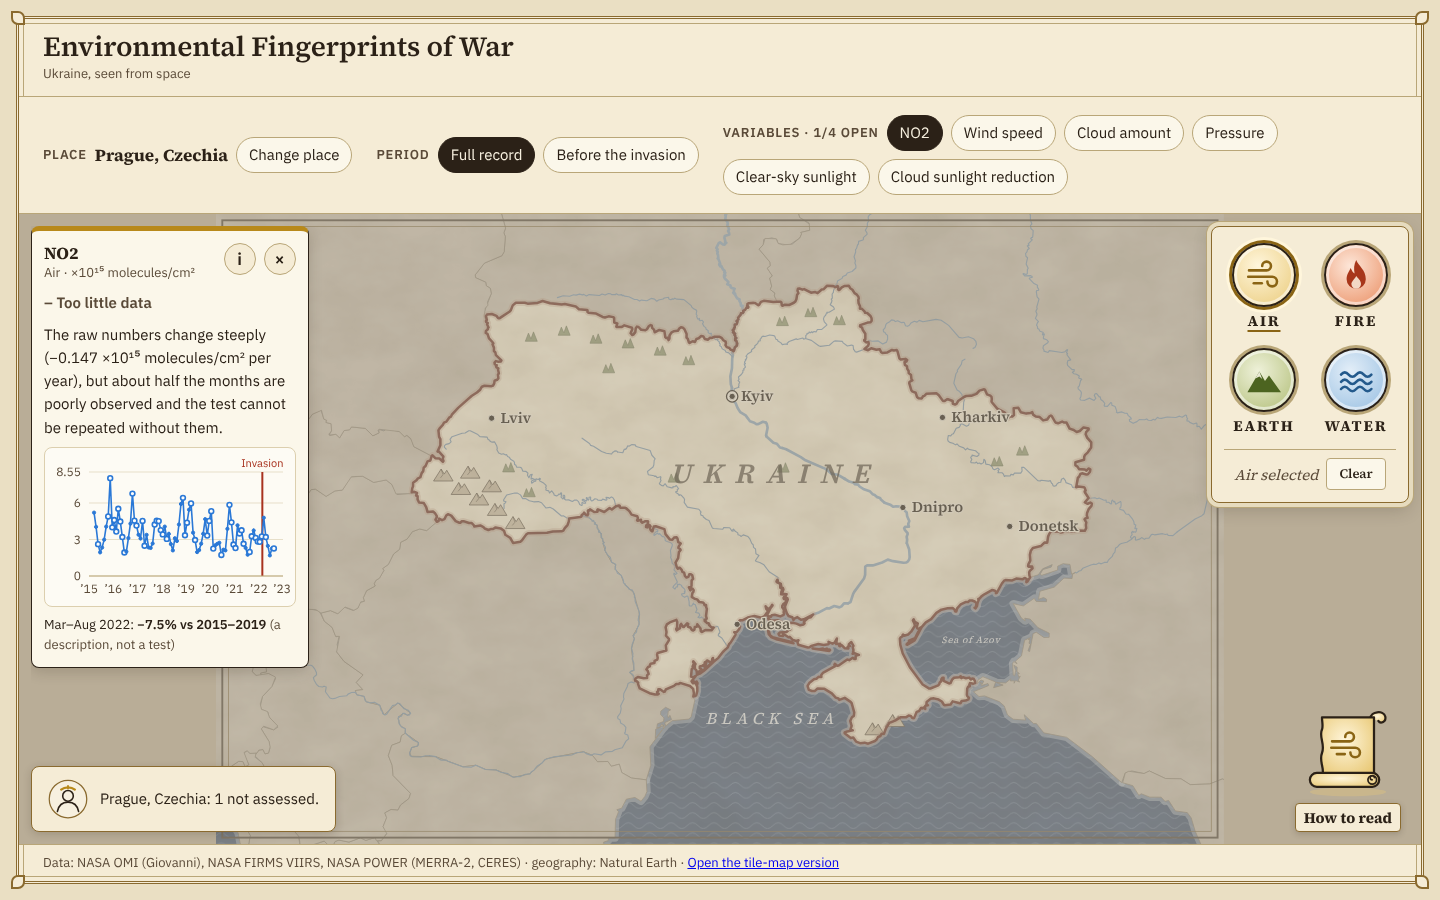 Environmental Fingerprints of War
Ukraine, seen from space
PLACE Prague, Czechia Change place
PERIOD Full record Before the invasion
VARIABLES · 1/4 OPEN NO2 Wind speed Cloud amount Pressure
Clear-sky sunlight Cloud sunlight reduction
NO2 i ×
Air · ×10¹⁵ molecules/cm²
– Too little data
The raw numbers change steeply
(−0.147 ×10¹⁵ molecules/cm² per
year), but about half the months are
poorly observed and the test cannot
be repeated without them.
Invasion
8.55
6
3
0
’15 ’16 ’17 ’18 ’19 ’20 ’21 ’22 ’23
Mar–Aug 2022: −7.5% vs 2015–2019 (a
description, not a test)
Prague, Czechia: 1 not assessed.
Kyiv
Lviv
Kharkiv
UKRAINE
Dnipro
Donetsk
Odesa
Sea of Azov
BLACK SEA
AIR FIRE
EARTH WATER
Air selected Clear
How to read
Data: NASA OMI (Giovanni), NASA FIRMS VIIRS, NASA POWER (MERRA-2, CERES) · geography: Natural Earth · Open the tile-map version